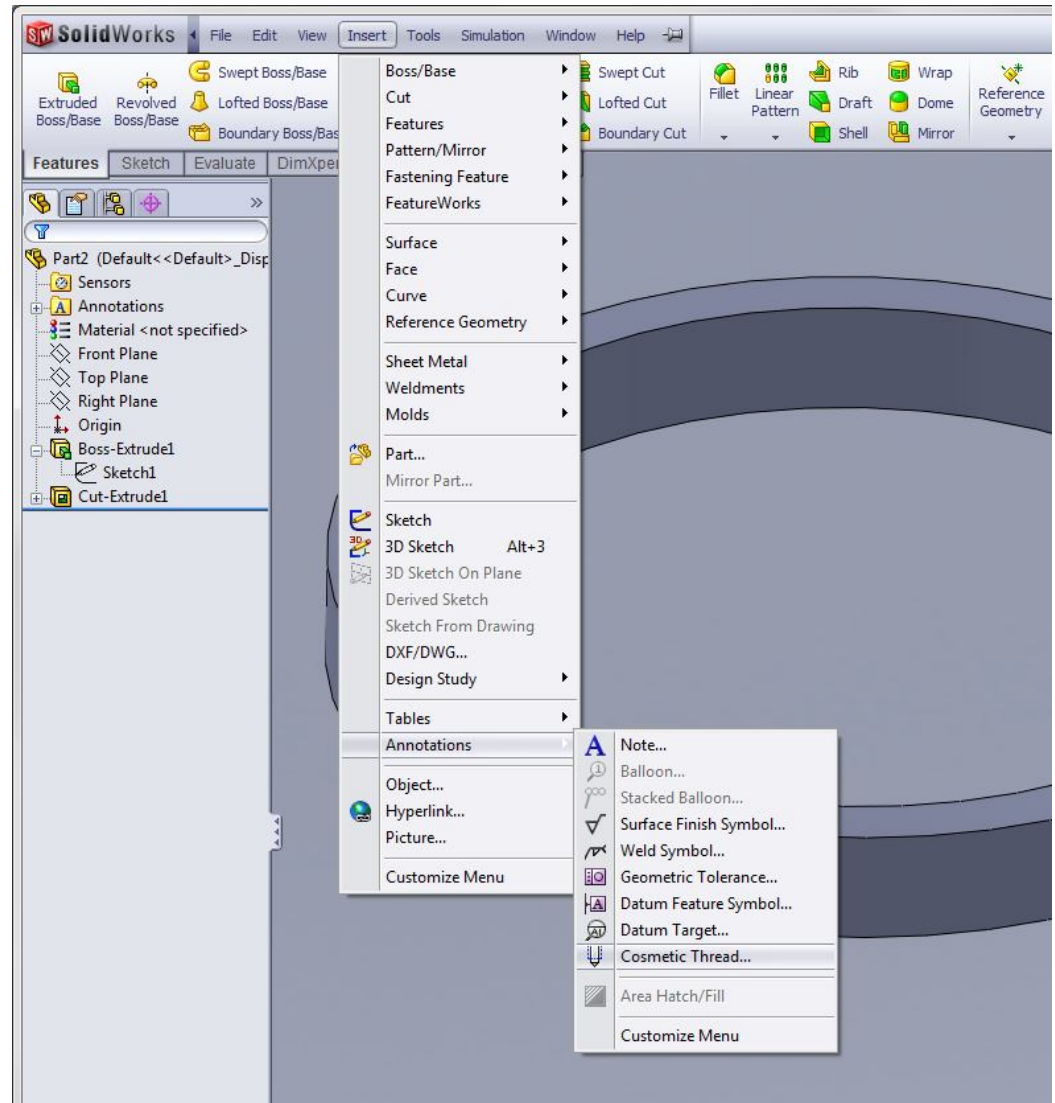 SW SolidWorks File Edit View Insert Tools Simulation Window Help
Extruded Boss/Base
Revolved Boss/Base
Swept Boss/Base
Lofted Boss/Base
Boundary Boss/Bas
Swept Cut
Lofted Cut
Boundary Cut
Fillet
Linear Pattern
Rib
Draft
Shell
Wrap
Dome
Mirror
Reference Geometry
Features Sketch Evaluate DimXper
Part2 (Default<<Default>_Disp
Sensors
A Annotations
Material <not specified>
Front Plane
Top Plane
Right Plane
Origin
Boss-Extrude1
Sketch1
Cut-Extrude1
Boss/Base
Cut
Features
Pattern/Mirror
Fastening Feature
FeatureWorks
Surface
Face
Curve
Reference Geometry
Sheet Metal
Weldments
Molds
Part...
Mirror Part...
Sketch
3D Sketch Alt+3
3D Sketch On Plane
Derived Sketch
Sketch From Drawing
DXF/DWG...
Design Study
Tables
Annotations
Object...
Hyperlink...
Picture...
Customize Menu
A Note...
Balloon...
Stacked Balloon...
Surface Finish Symbol...
Weld Symbol...
Geometric Tolerance...
A Datum Feature Symbol...
A1 Datum Target...
Cosmetic Thread...
Area Hatch/Fill
Customize Menu